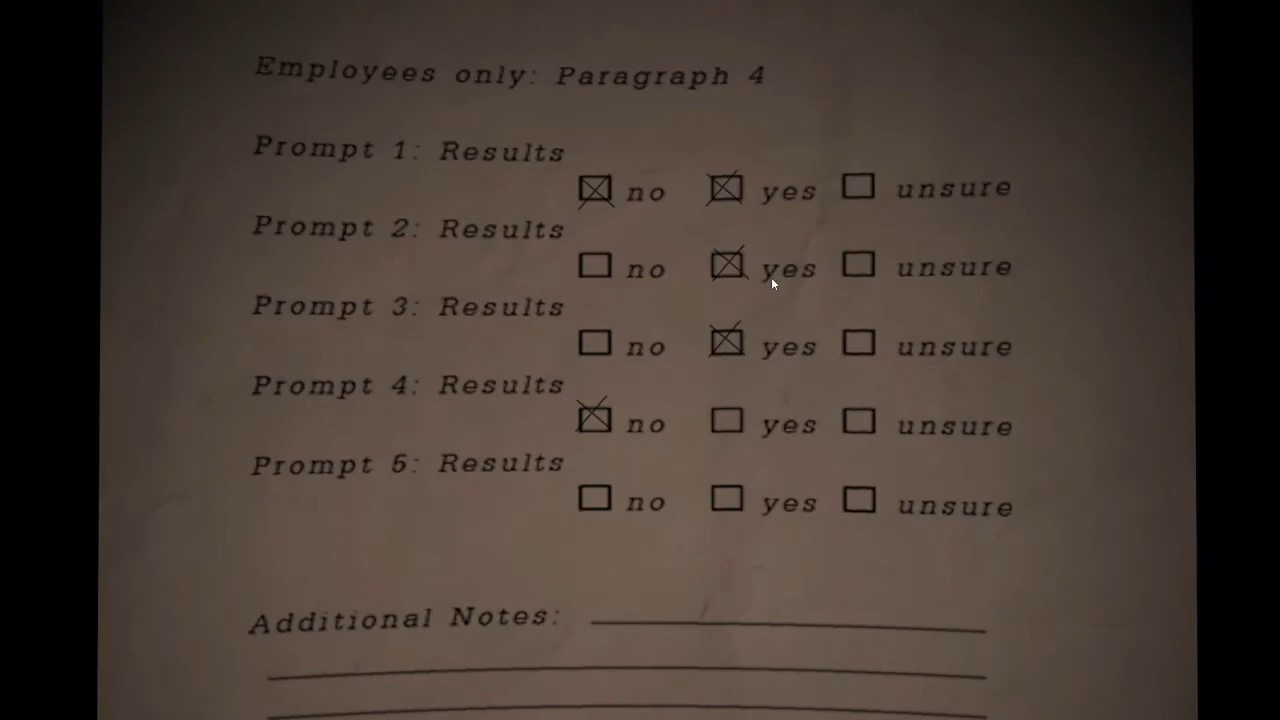 Employees only: Paragraph 4
Prompt 1: Results
no yes unsure
Prompt 2: Results
no yes unsure
Prompt 3: Results
no yes unsure
Prompt 4: Results
no yes unsure
Prompt 5: Results
no yes unsure
Additional Notes: